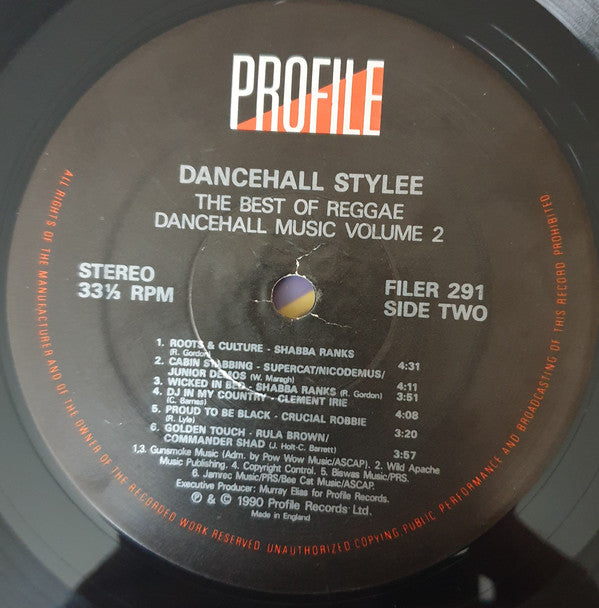 PROFILE
DANCEHALL STYLEE
THE BEST OF REGGAE
DANCEHALL MUSIC VOLUME 2
STEREO
33⅓ RPM
FILER 291
SIDE TWO
1. ROOTS & CULTURE - SHABBA RANKS
(R. Gordon) 4:31
2. CABIN STABBING - SUPERCAT/NICODEMUS/
JUNIOR DEMOS (W. Maragh) 4:11
3. WICKED IN BED - SHABBA RANKS (R. Gordon) 3:51
4. DJ IN MY COUNTRY - CLEMENT IRIE
(C. Barnes) 4:08
5. PROUD TO BE BLACK - CRUCIAL ROBBIE
(R. Lyle) 3:20
6. GOLDEN TOUCH - RULA BROWN/
COMMANDER SHAD (J. Holt-C. Barrett) 3:57
1,3. Gunsmoke Music (Adm. by Pow Wow Music/ASCAP). 2. Wild Apache
Music Publishing. 4. Copyright Control. 5. Biswas Music/PRS.
6. Jamrec Music/PRS/Bee Cat Music/ASCAP.
Executive Producer: Murray Elias for Profile Records.
℗ & © 1990 Profile Records Ltd.
Made in England
ALL RIGHTS OF THE MANUFACTURER AND OF THE OWNER OF THE RECORDED WORK RESERVED. UNAUTHORIZED COPYING, PUBLIC PERFORMANCE AND BROADCASTING OF THIS RECORD PROHIBITED.